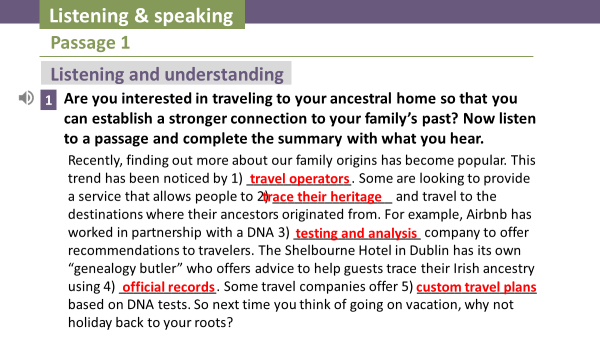 Listening & speaking
Passage 1
Listening and understanding
1 Are you interested in traveling to your ancestral home so that you
can establish a stronger connection to your family's past? Now listen
to a passage and complete the summary with what you hear.
Recently, finding out more about our family origins has become popular. This
trend has been noticed by 1) travel operators. Some are looking to provide
a service that allows people to 2) trace their heritage and travel to the
destinations where their ancestors originated from. For example, Airbnb has
worked in partnership with a DNA 3) testing and analysis company to offer
recommendations to travelers. The Shelbourne Hotel in Dublin has its own
“genealogy butler” who offers advice to help guests trace their Irish ancestry
using 4) official records. Some travel companies offer 5) custom travel plans
based on DNA tests. So next time you think of going on vacation, why not
holiday back to your roots?